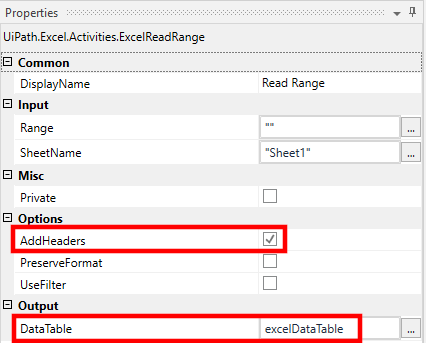 Properties
UiPath.Excel.Activities.ExcelReadRange
Common
DisplayName Read Range
Input
Range "" ...
SheetName "Sheet1" ...
Misc
Private
Options
AddHeaders
PreserveFormat
UseFilter
Output
DataTable excelDataTable ...